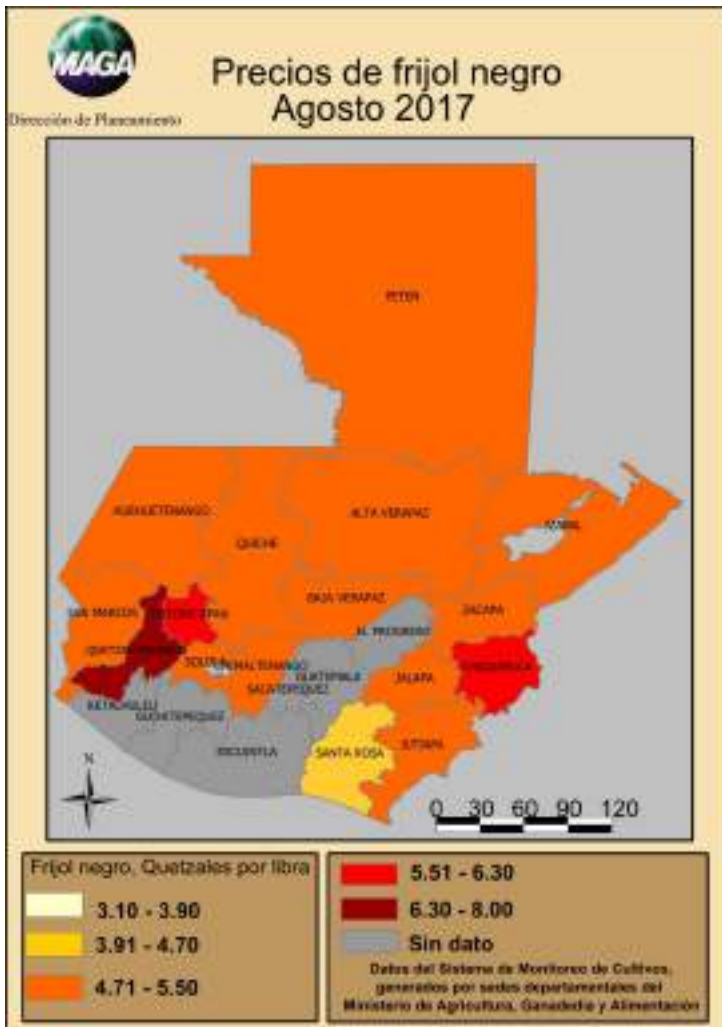 MAGA
Dirección de Planeamiento
Precios de frijol negro
Agosto 2017
PETEN
HUEHUETENANGO
ALTA VERAPAZ
IZABAL
QUICHE
BAJA VERAPAZ
ZACAPA
SAN MARCOS
EL PROGRESO
SOLOLA
CHIMALTENANGO
GUATEMALA
JALAPA
SACATEPEQUEZ
RETALHULEU
SUCHITEPEQUEZ
ESCUINTLA
SANTA ROSA
JUTIAPA
N
0 30 60 90 120
Frijol negro, Quetzales por libra
3.10 - 3.90
3.91 - 4.70
4.71 - 5.50
5.51 - 6.30
6.30 - 8.00
Sin dato
Datos del Sistema de Monitoreo de Cultivos,
generados por sedes departamentales del
Ministerio de Agricultura, Ganadedia y Alimentación